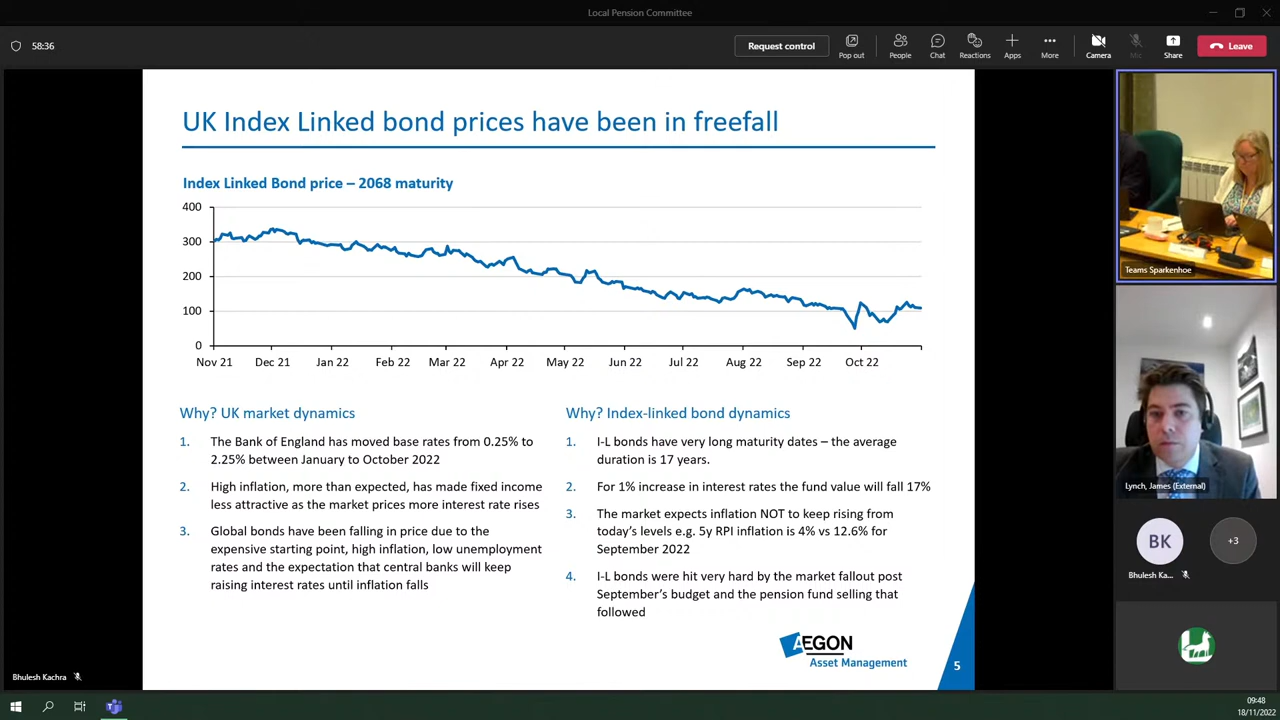 Local Pension Committee
58:36
Request control
Pop out
People
Chat
Reactions
Apps
More
Camera
Mic
Share
Leave
UK Index Linked bond prices have been in freefall
Index Linked Bond price – 2068 maturity
400
300
200
100
0
Nov 21 Dec 21 Jan 22 Feb 22 Mar 22 Apr 22 May 22 Jun 22 Jul 22 Aug 22 Sep 22 Oct 22
Why? UK market dynamics
1. The Bank of England has moved base rates from 0.25% to
2.25% between January to October 2022
2. High inflation, more than expected, has made fixed income
less attractive as the market prices more interest rate rises
3. Global bonds have been falling in price due to the
expensive starting point, high inflation, low unemployment
rates and the expectation that central banks will keep
raising interest rates until inflation falls
Why? Index-linked bond dynamics
1. I-L bonds have very long maturity dates – the average
duration is 17 years.
2. For 1% increase in interest rates the fund value will fall 17%
3. The market expects inflation NOT to keep rising from
today's levels e.g. 5y RPI inflation is 4% vs 12.6% for
September 2022
4. I-L bonds were hit very hard by the market fallout post
September's budget and the pension fund selling that
followed
AEGON
Asset Management
5
Teams Sparkenhoe
Lynch, James (External)
BK
Bhulesh Ka...
+3
Bhulesh Kachra
09:48
18/11/2022